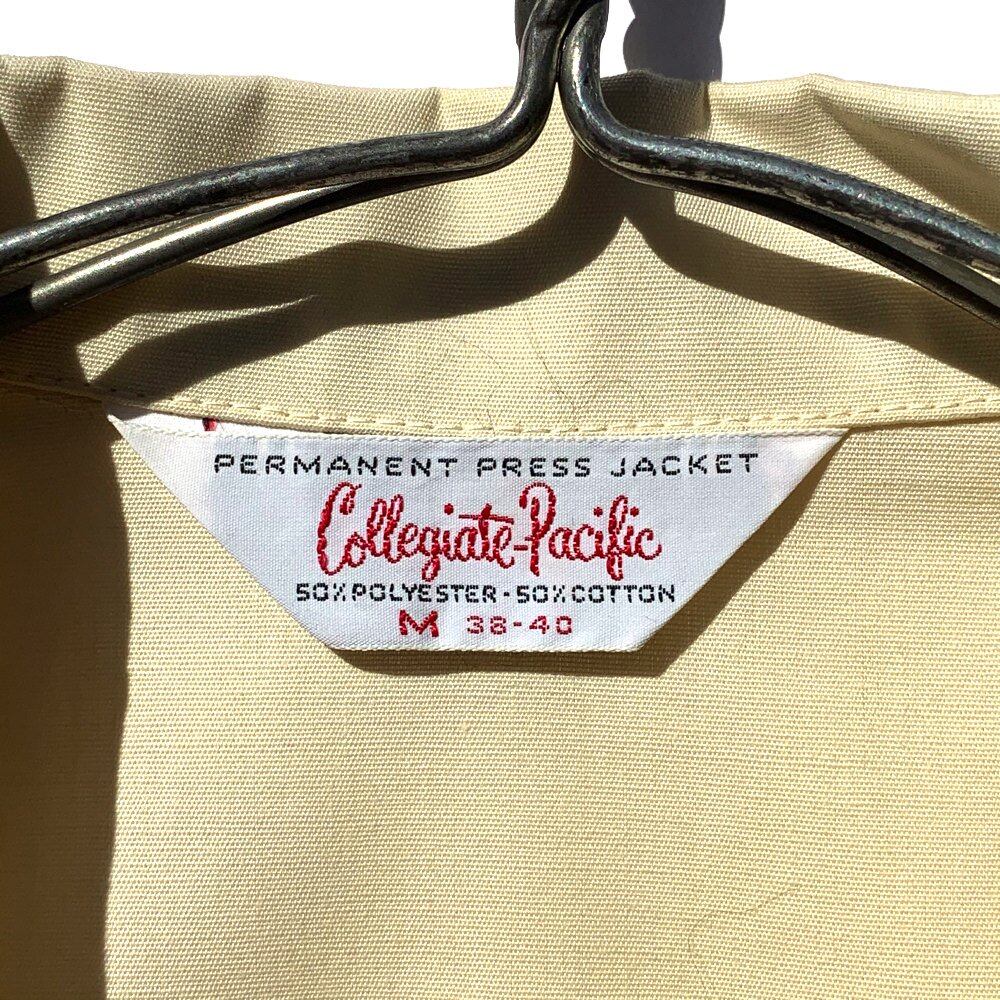 PERMANENT PRESS JACKET
Collegiate-Pacific
50% POLYESTER · 50% COTTON
M 38-40